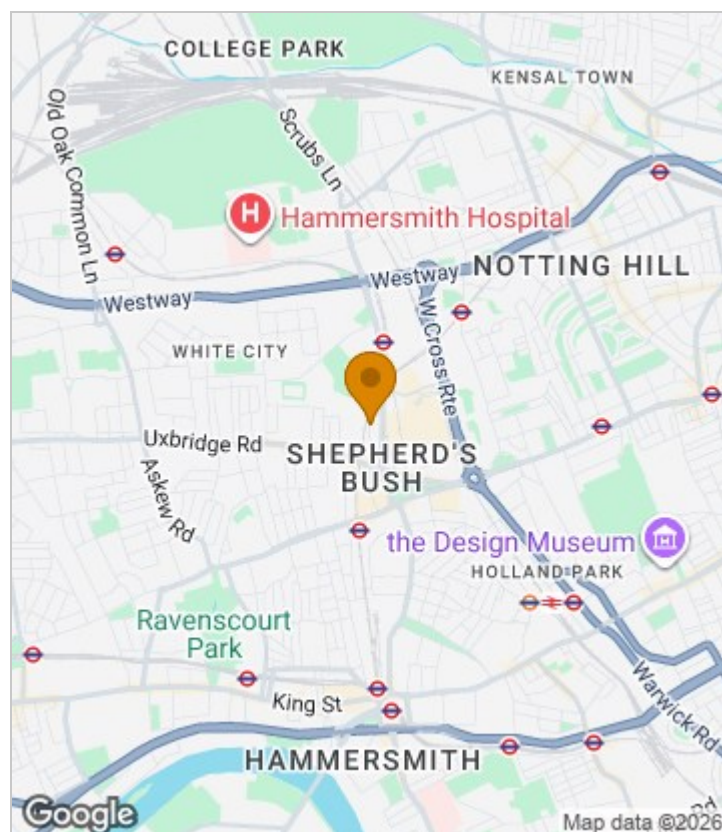 COLLEGE PARK
KENSAL TOWN
Old Oak Common Ln
Scrubs Ln
H
Hammersmith Hospital
Westway
NOTTING HILL
Westway
W Cross Rte
WHITE CITY
Uxbridge Rd
SHEPHERD'S
BUSH
Askew Rd
the Design Museum
HOLLAND PARK
Ravenscourt
Park
King St
Warwick Rd
HAMMERSMITH
Google
Rd
Map data ©2026